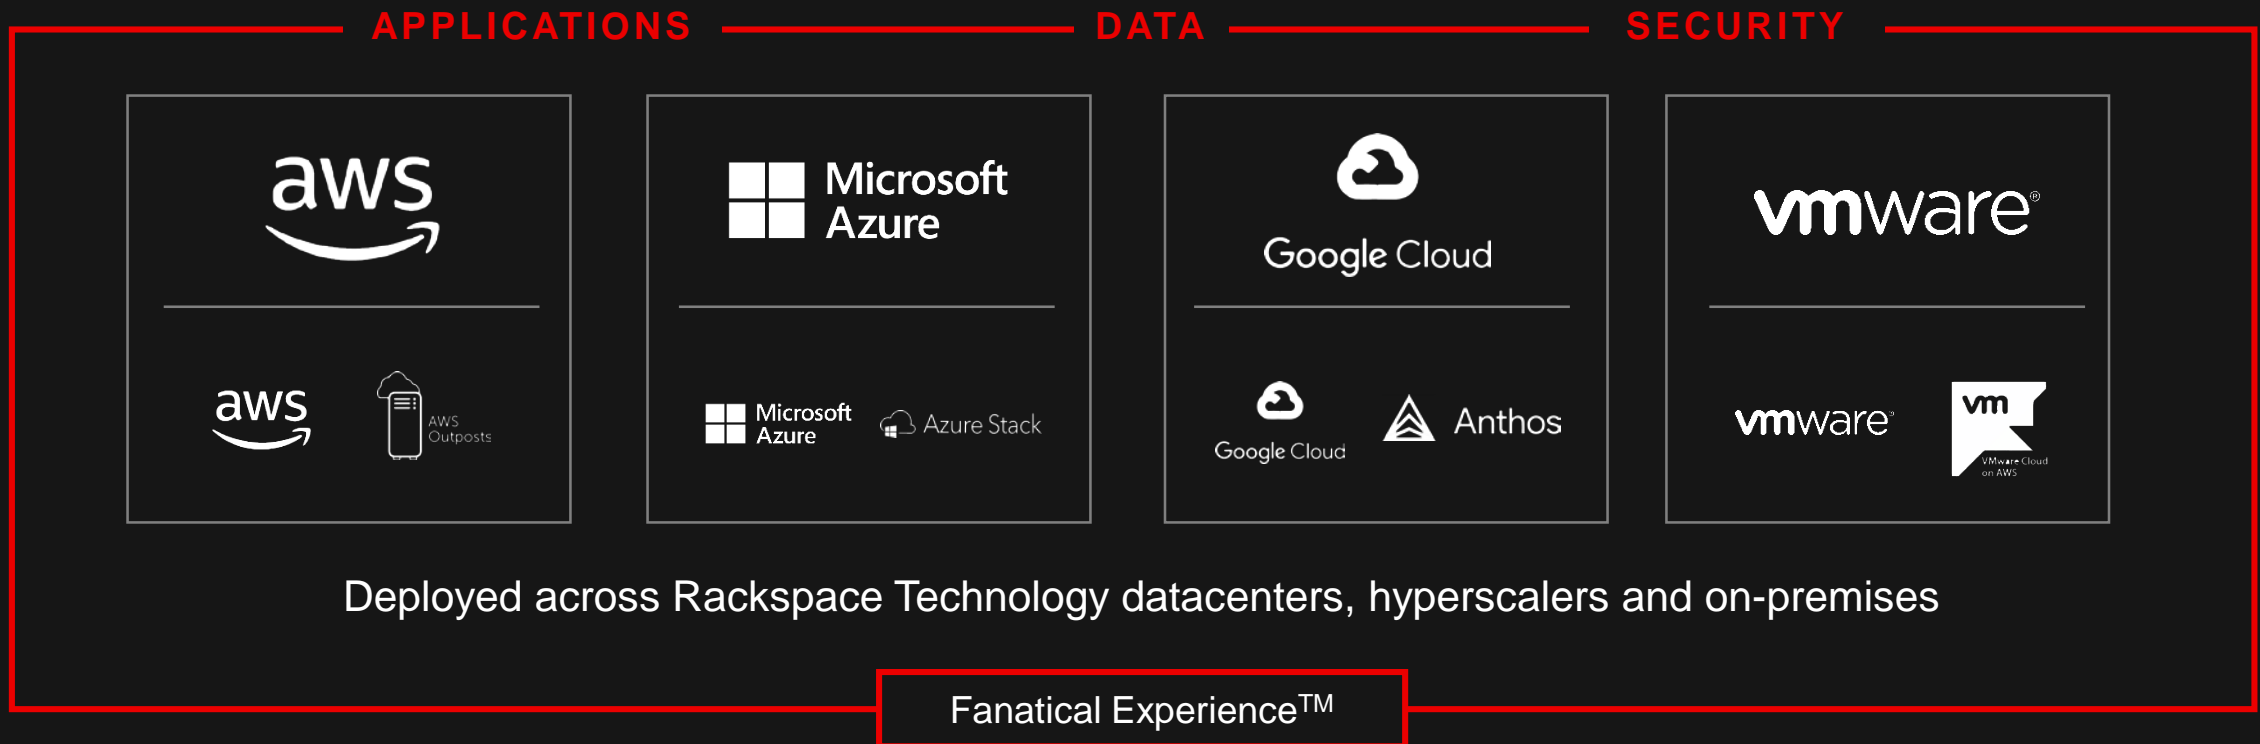 APPLICATIONS
DATA
SECURITY
aws
Microsoft
Azure
Google Cloud
vmware®
aws
AWS
Outposts
Microsoft
Azure
Azure Stack
Google Cloud
Anthos
vmware®
vm
VMware Cloud
on AWS
Deployed across Rackspace Technology datacenters, hyperscalers and on-premises
Fanatical Experience™